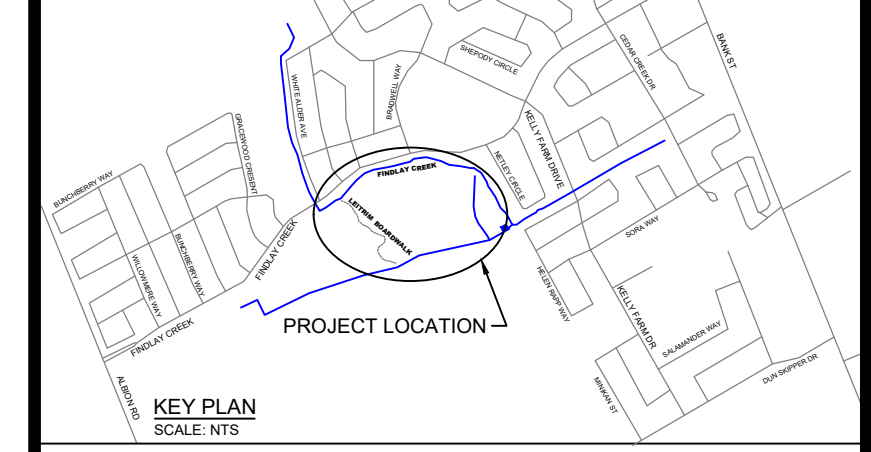 BANK ST
CEDAR CREEK DR
SHEPODY CIRCLE
BRADWELL WAY
WHITE ALDER AVE
GRACEWOOD CRESENT
KELLY FARM DRIVE
NETLEY CIRCLE
FINDLAY CREEK
BUNCHBERRY WAY
LEITRIM BOARDWALK
SORA WAY
FINDLAY CREEK
BUNCHBERRY WAY
WILLOWMERE WAY
HELEN RAPP WAY
KELLY FARM DR
PROJECT LOCATION
FINDLAY CREEK
SALAMANDER WAY
DUN SKIPPER DR
MINIKAN ST
ALBION RD
KEY PLAN
SCALE: NTS